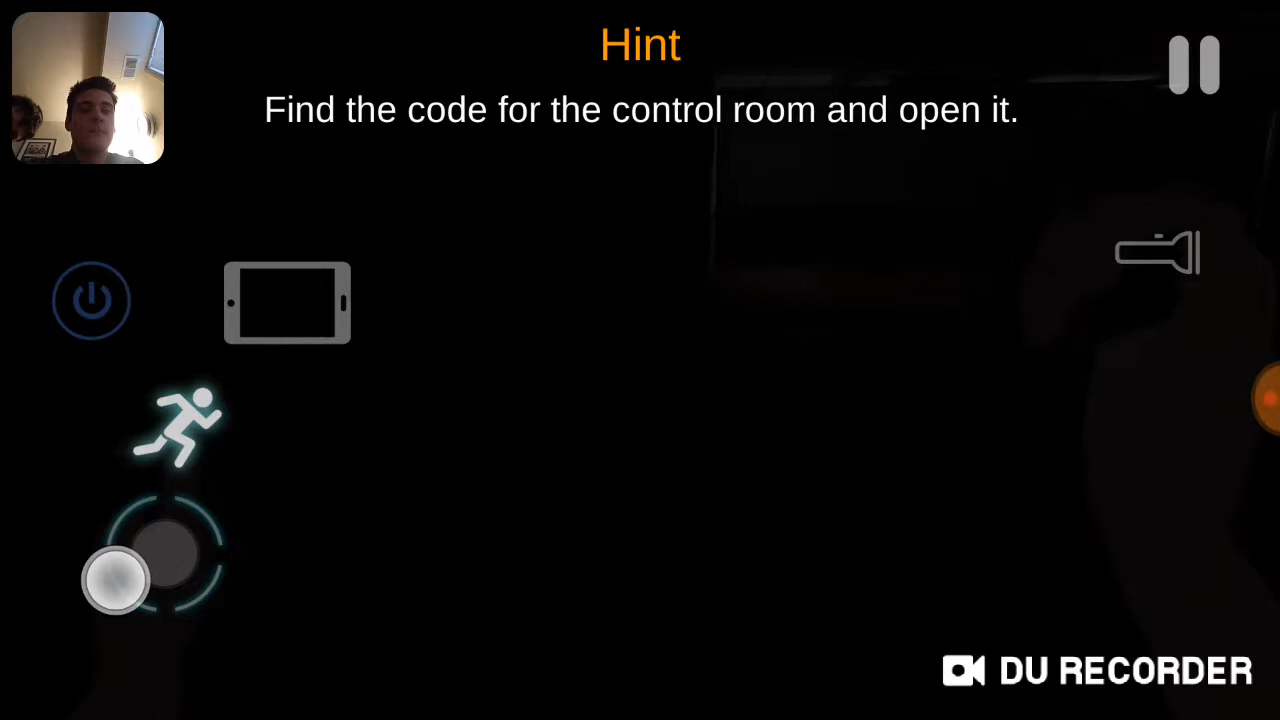 Hint
Find the code for the control room and open it.
DU RECORDER